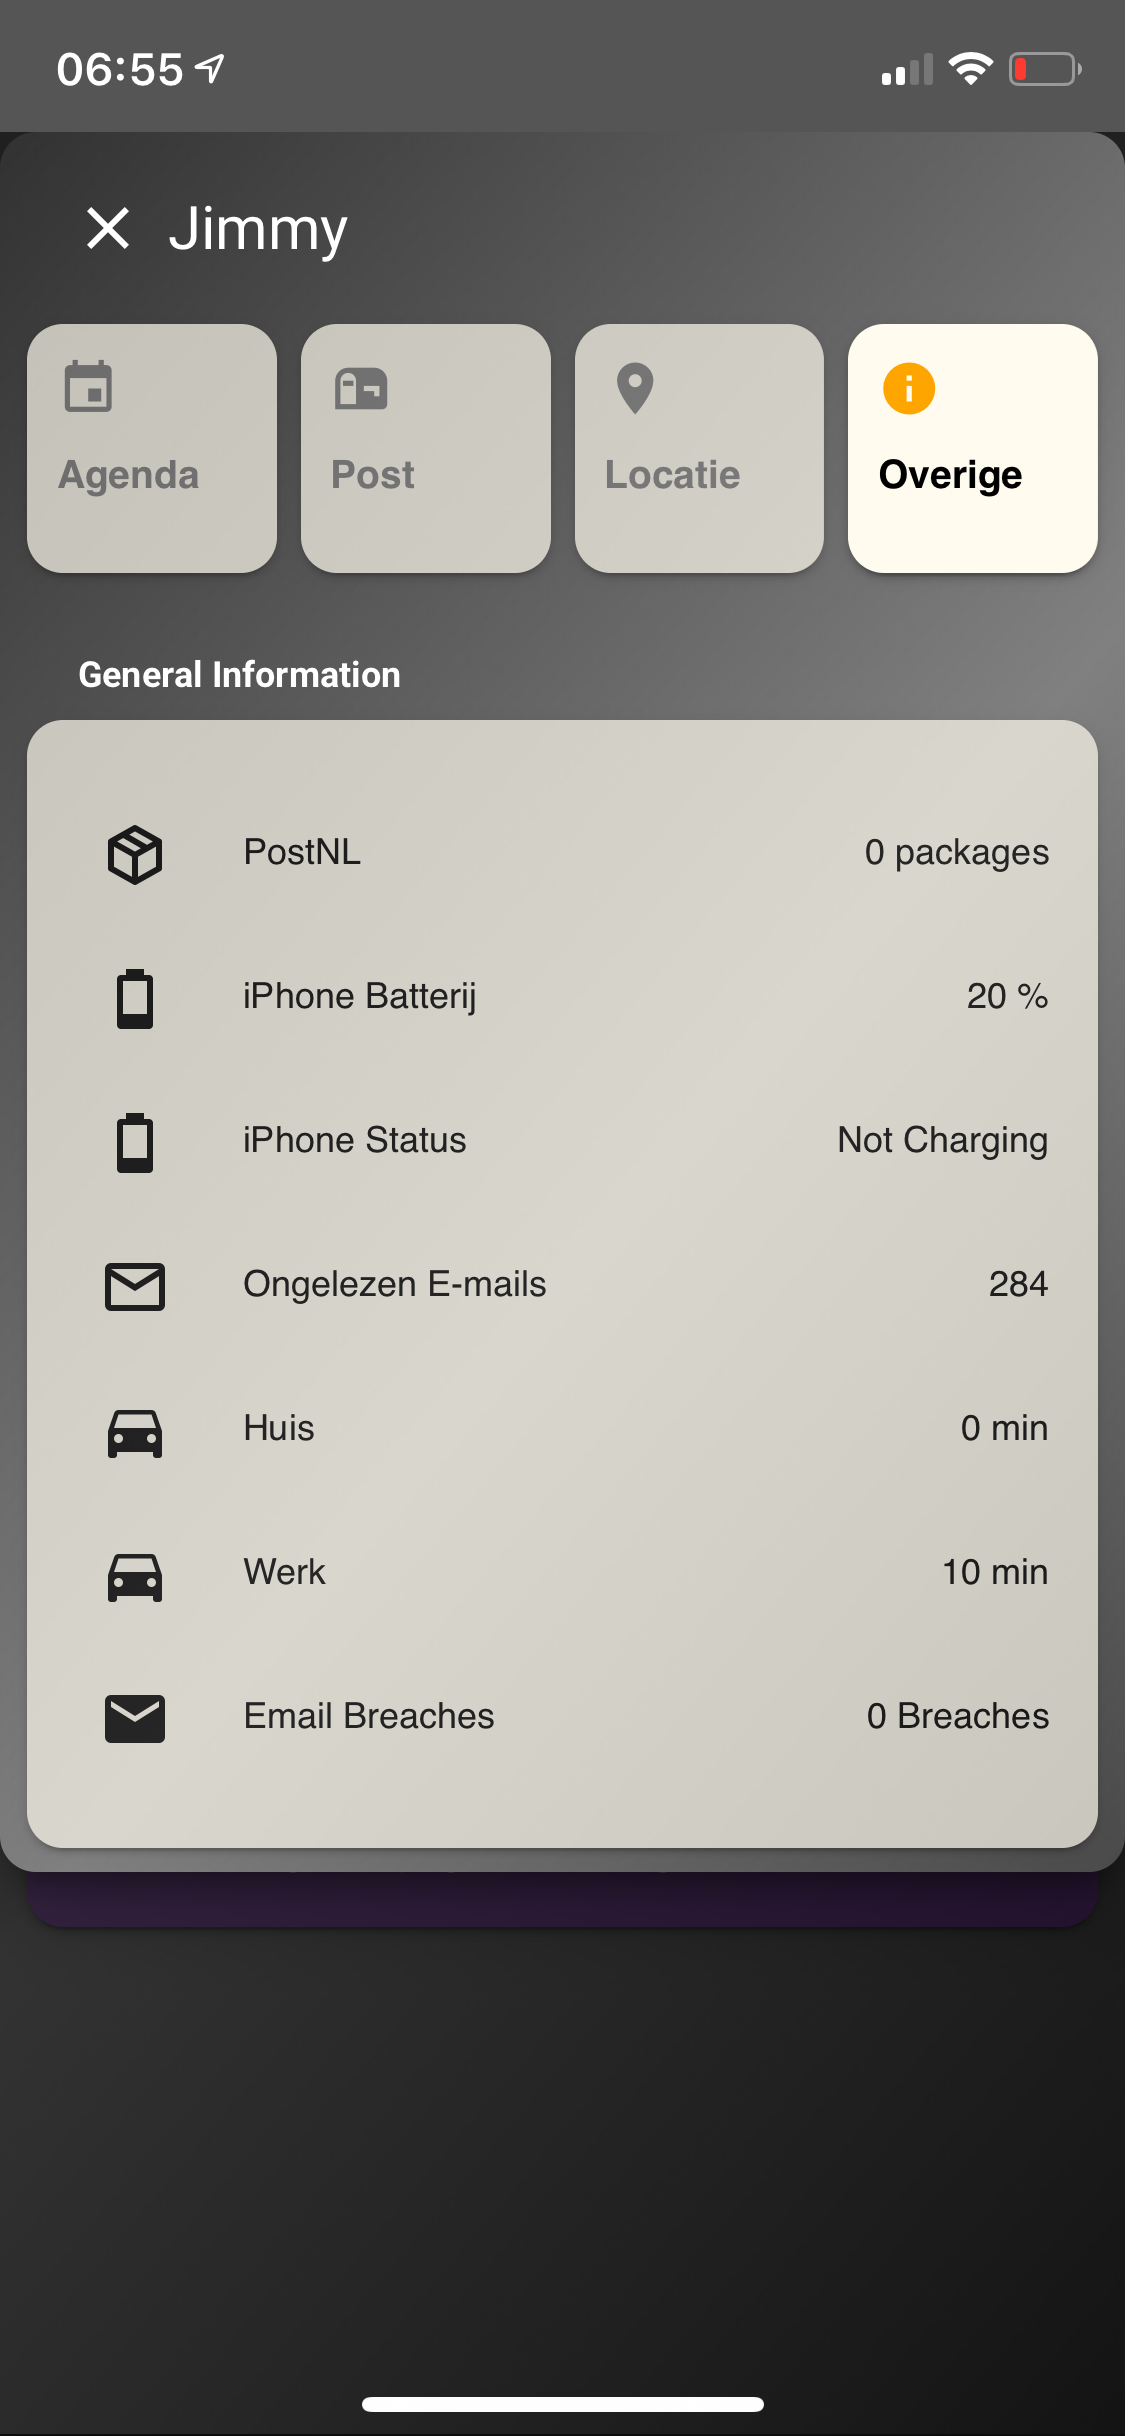 06:55
Jimmy
Agenda
Post
Locatie
Overige
General Information
PostNL 0 packages
iPhone Batterij 20 %
iPhone Status Not Charging
Ongelezen E-mails 284
Huis 0 min
Werk 10 min
Email Breaches 0 Breaches